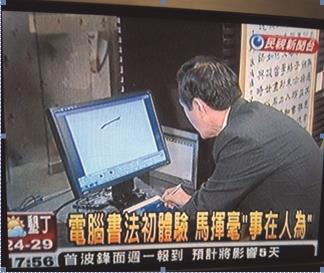 民視新聞台
墾丁
電腦書法初體驗 馬揮毫"事在人為"
24-29
17:56
首波鋒面週一報到 預計將影響5天